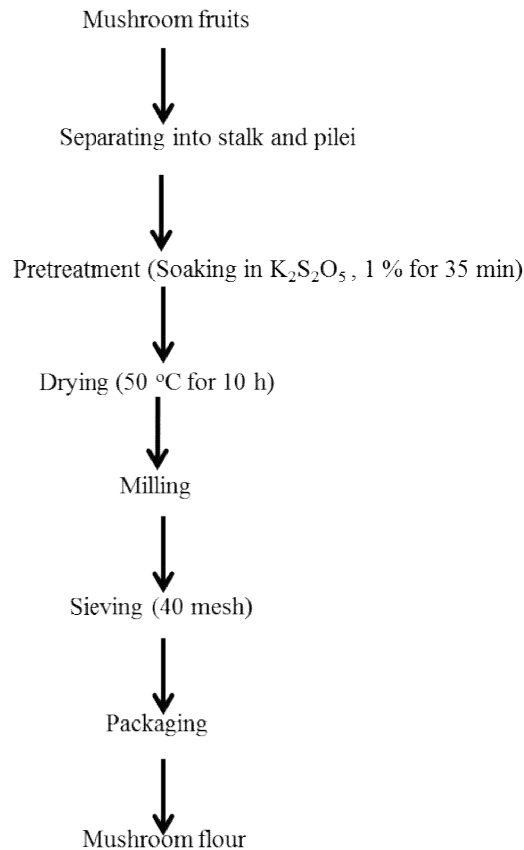 Mushroom fruits
Separating into stalk and pilei
Pretreatment (Soaking in K₂S₂O₅ , 1 % for 35 min)
Drying (50 °C for 10 h)
Milling
Sieving (40 mesh)
Packaging
Mushroom flour